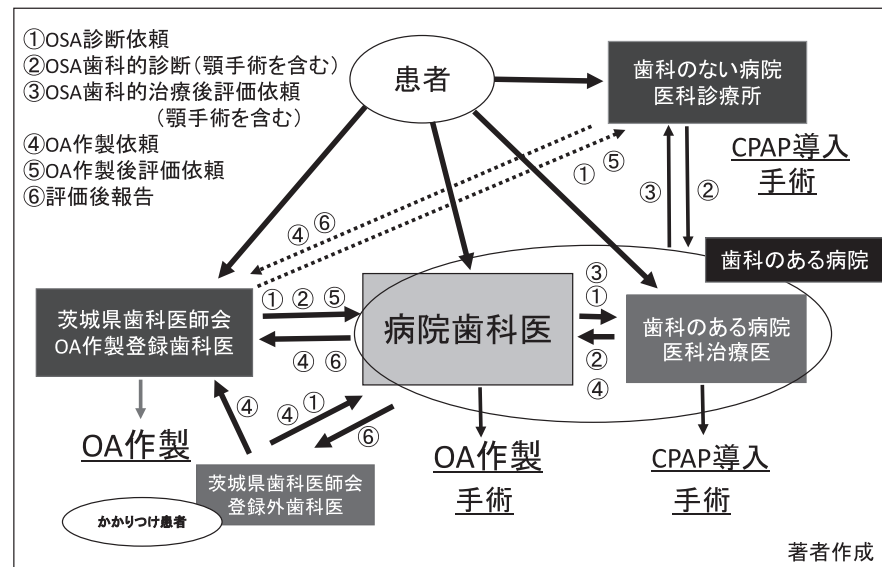 ①OSA診断依頼
②OSA歯科的診断(顎手術を含む)
③OSA歯科的治療後評価依頼
(顎手術を含む)
④OA作製依頼
⑤OA作製後評価依頼
⑥評価後報告
患者
歯科のない病院
医科診療所
CPAP導入
手術
① ⑤
③
②
④ ⑥
歯科のある病院
茨城県歯科医師会
OA作製登録歯科医
① ② ⑤
④ ⑥
病院歯科医
③
①
②
④
歯科のある病院
医科治療医
OA作製
④
④ ①
⑥
OA作製
手術
CPAP導入
手術
茨城県歯科医師会
登録外歯科医
かかりつけ患者
著者作成